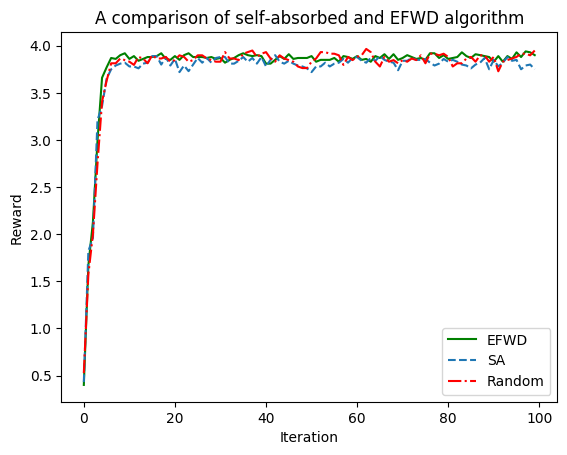 A comparison of self-absorbed and EFWD algorithm
Reward
4.0
3.5
3.0
2.5
2.0
1.5
1.0
0.5
0 20 40 60 80 100
Iteration
EFWD
SA
Random